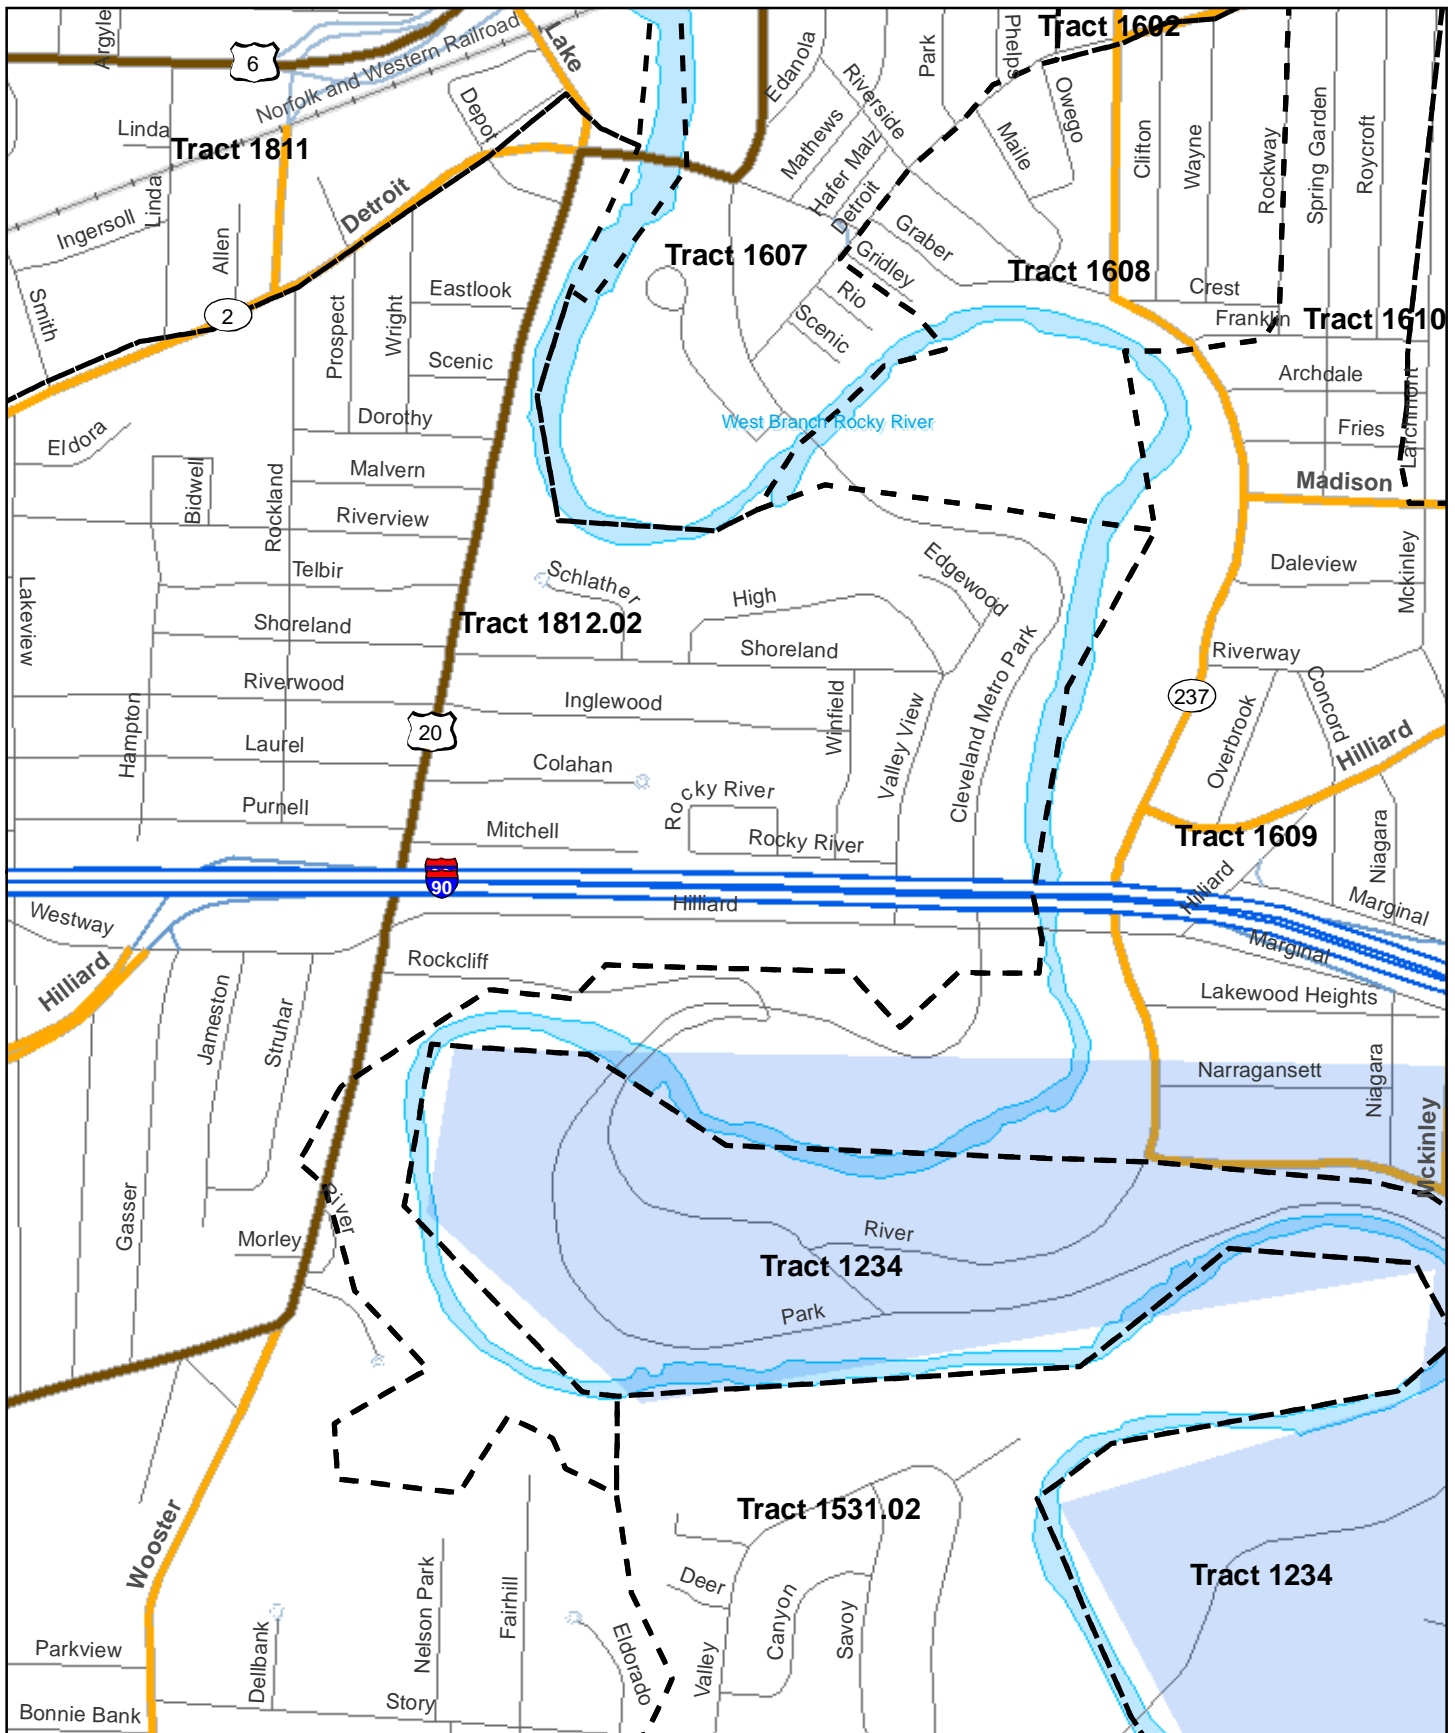 Argyle
6
Norfolk and Western Railroad
Lake
Edanola
Riverside
Park
Phelps
Tract 1602
Owego
Linda
Tract 1811
Depot
Mathews
Hafer Malz
Detroit
Maile
Clifton
Wayne
Rockway
Spring Garden
Roycroft
Linda
Ingersoll
Allen
Detroit
Tract 1607
Graber
Gridley
Tract 1608
Smith
2
Prospect
Wright
Eastlook
Rio
Scenic
Crest
Franklin
Tract 1610
Scenic
Archdale
Larchmont
Dorothy
West Branch Rocky River
Fries
Eldora
Bidwell
Rockland
Malvern
Madison
Riverview
Telbir
Schlather
Edgewood
Daleview
Mckinley
Lakeview
Shoreland
Tract 1812.02
High
Shoreland
Cleveland Metro Park
Riverway
Riverwood
Inglewood
Winfield
Valley View
237
Overbrook
Concord
Hilliard
Hampton
Laurel
20
Colahan
Purnell
Mitchell
Rocky River
Rocky River
Tract 1609
Niagara
90
Hilliard
Hilliard
Marginal
Westway
Marginal
Hilliard
Rockcliff
Lakewood Heights
Jameston
Struhar
Narragansett
Niagara
Mckinley
Gasser
River
Morley
River
Tract 1234
Park
Wooster
Tract 1531.02
Tract 1234
Deer
Canyon
Savoy
Valley
Nelson Park
Fairhill
Eldorado
Parkview
Dellbank
Story
Bonnie Bank